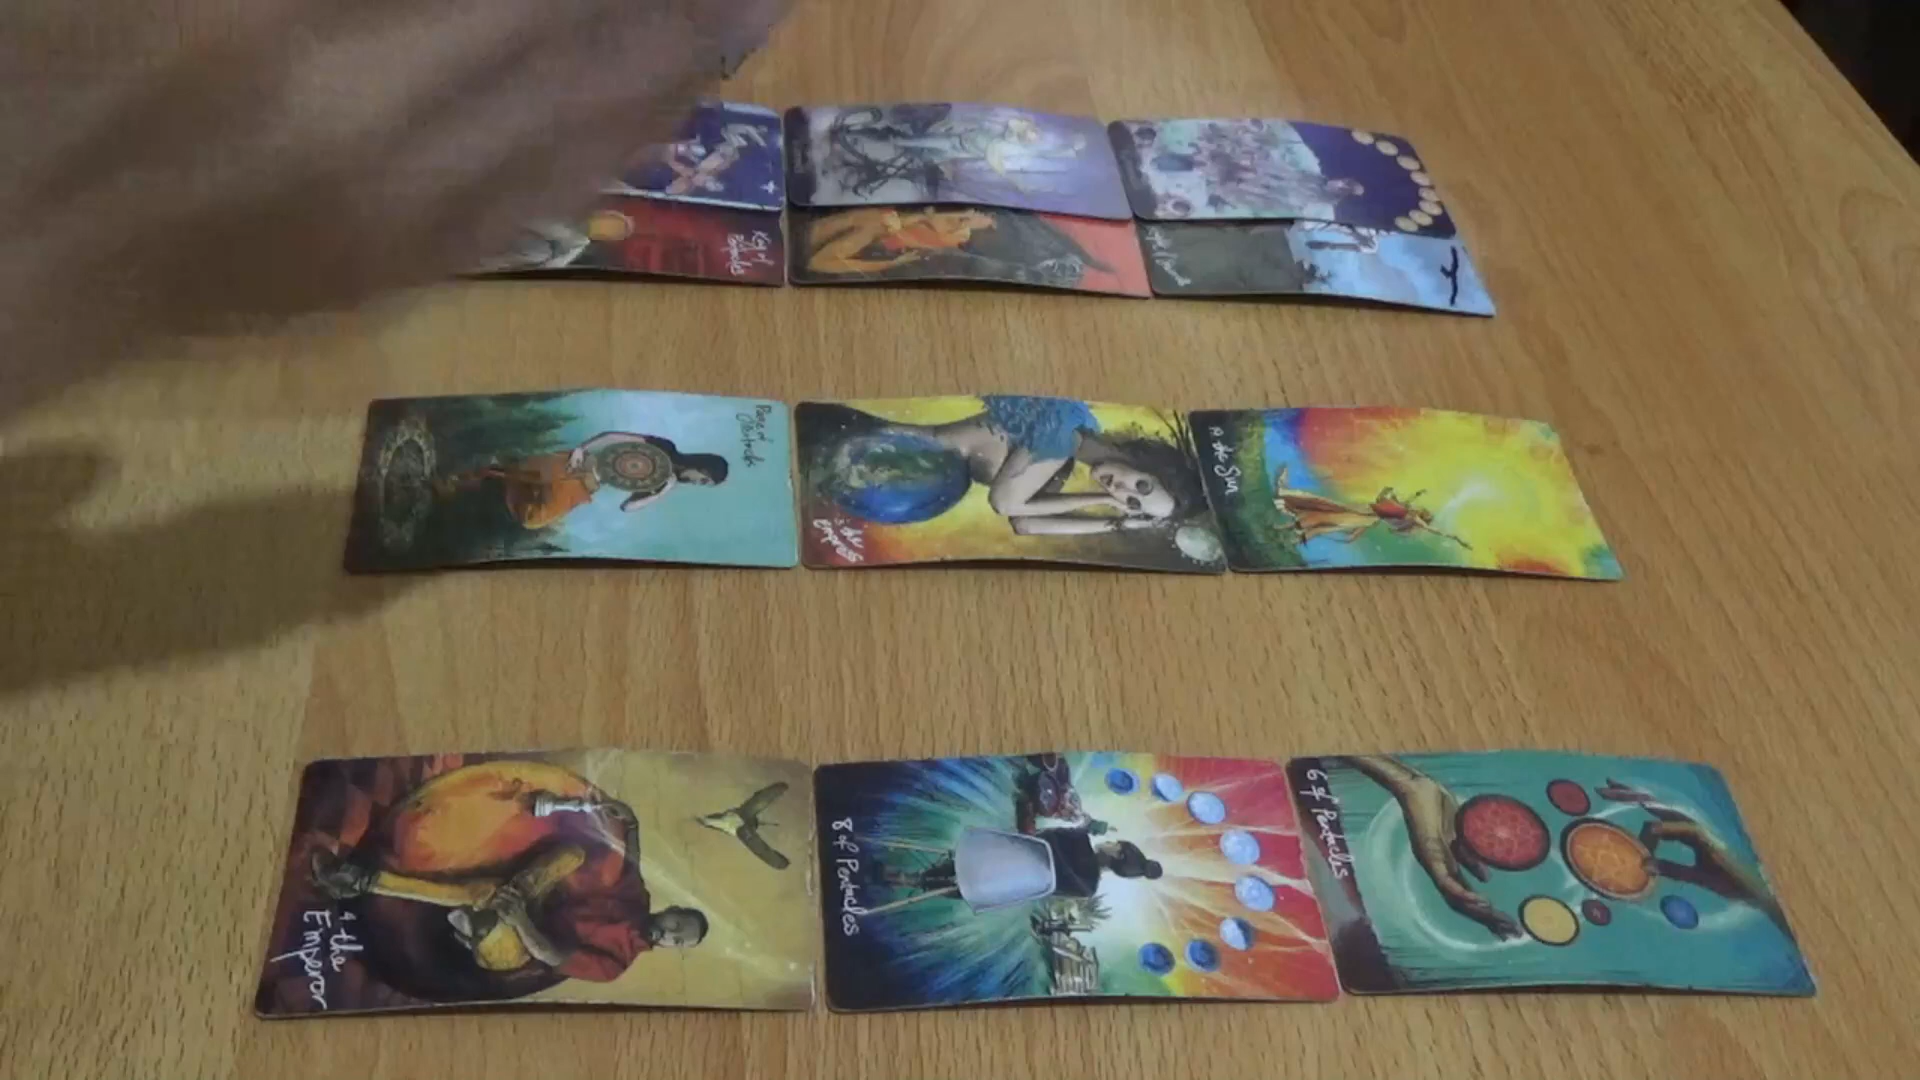 King of
Pentacles
Page of
Pentacles
3 the
Empress
19 the Sun
4 the
Emperor
8 of Pentacles
6 of Pentacles